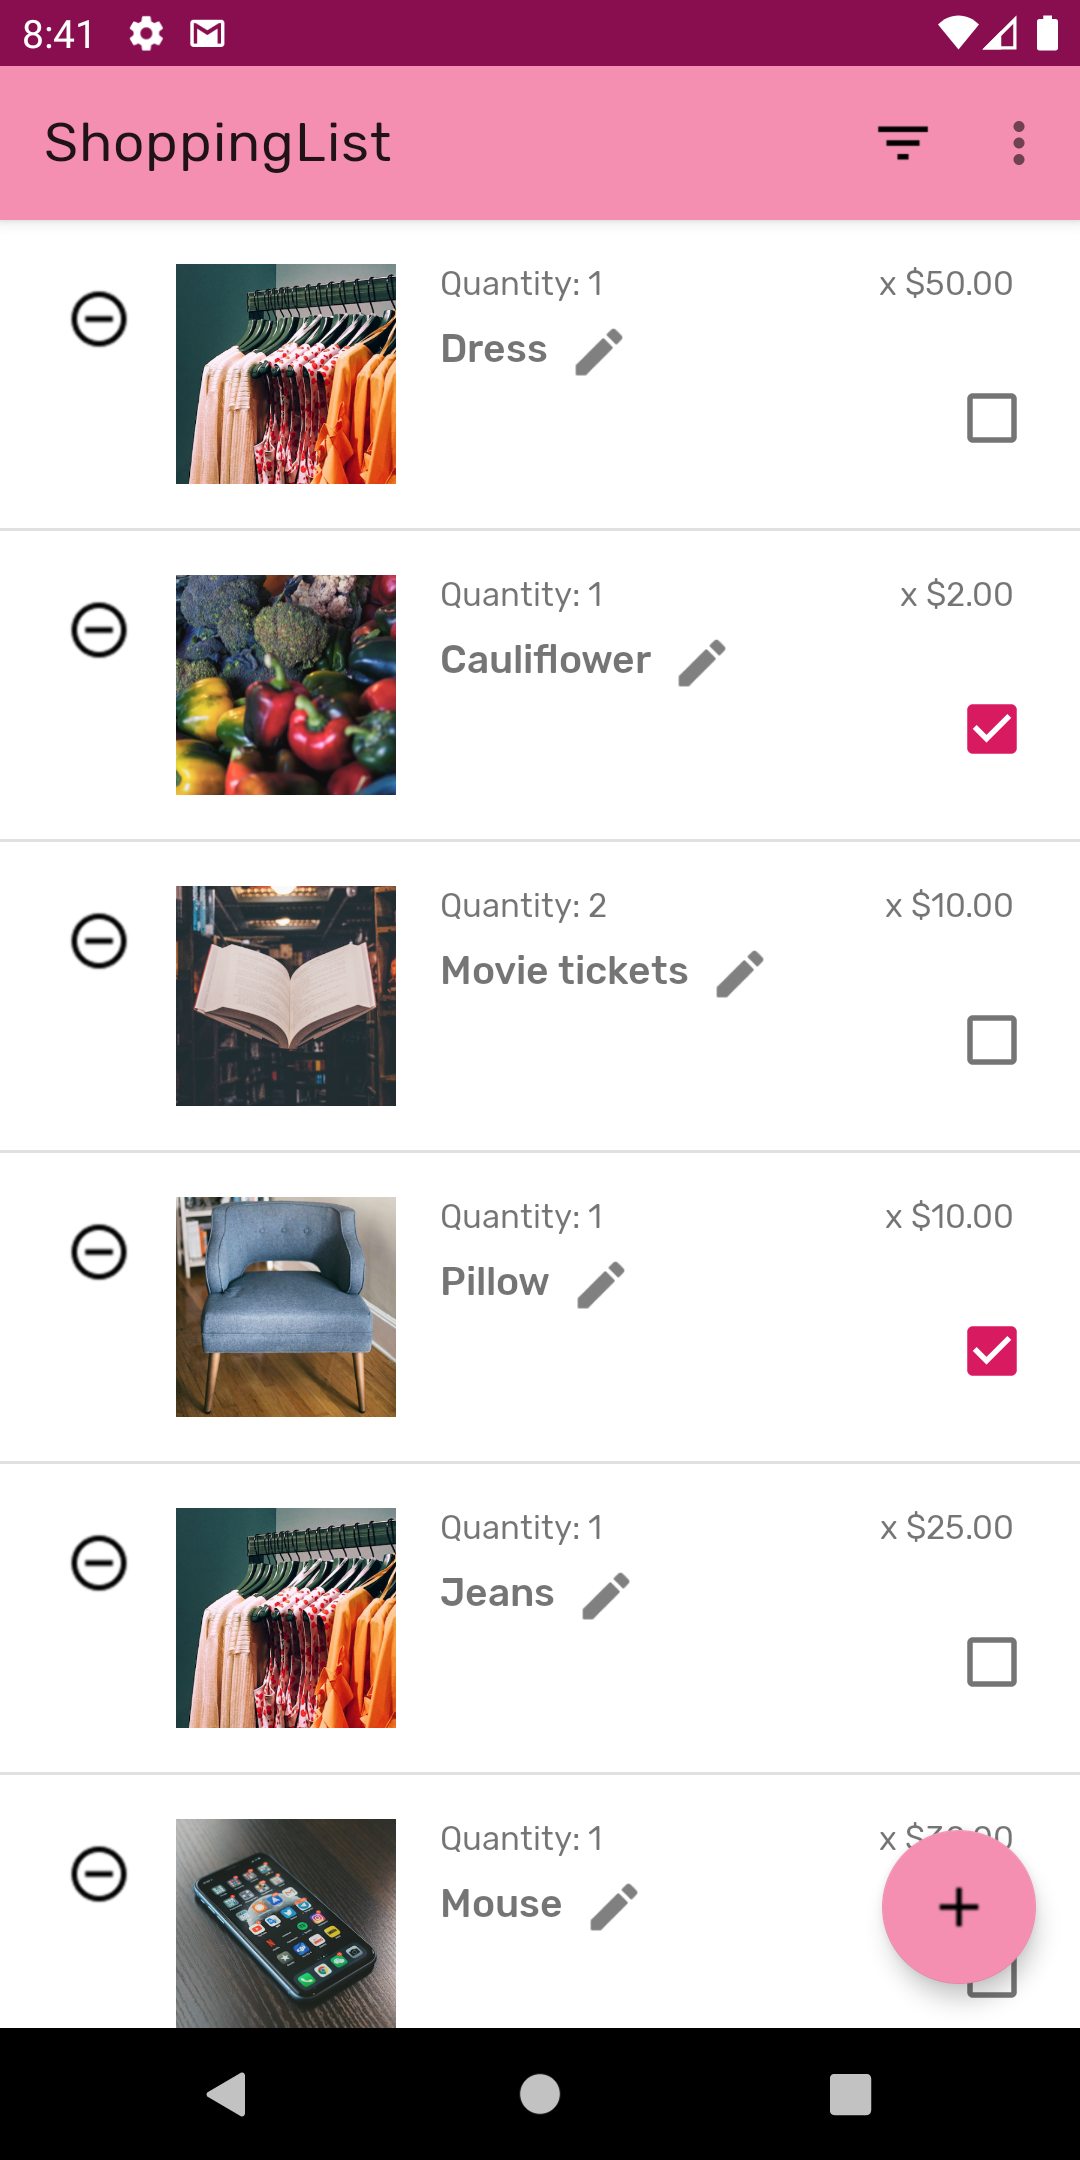 8:41
ShoppingList
Quantity: 1 x $50.00
Dress
Quantity: 1 x $2.00
Cauliflower
Quantity: 2 x $10.00
Movie tickets
Quantity: 1 x $10.00
Pillow
Quantity: 1 x $25.00
Jeans
Quantity: 1 x
Mouse